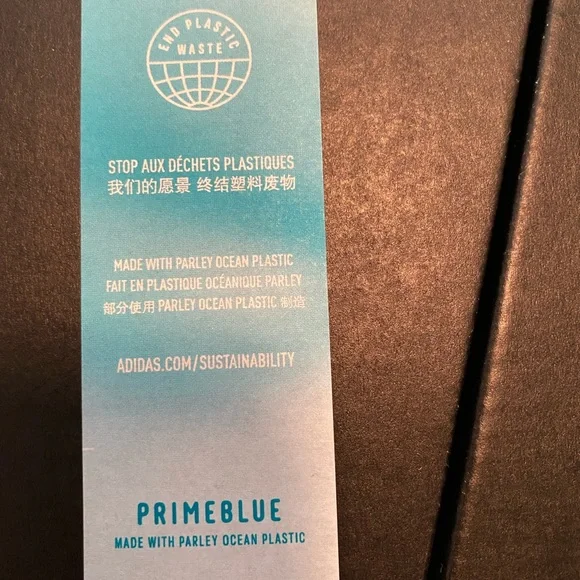 END PLASTIC
WASTE
STOP AUX DÉCHETS PLASTIQUES
我们的愿景 终结塑料废物
MADE WITH PARLEY OCEAN PLASTIC
FAIT EN PLASTIQUE OCÉANIQUE PARLEY
部分使用 PARLEY OCEAN PLASTIC 制造
ADIDAS.COM/SUSTAINABILITY
PRIMEBLUE
MADE WITH PARLEY OCEAN PLASTIC